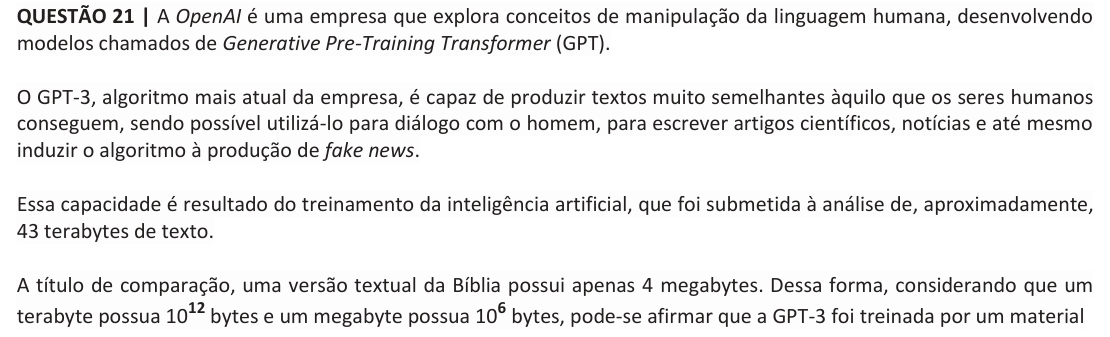 QUESTÃO 21 | A OpenAI é uma empresa que explora conceitos de manipulação da linguagem humana, desenvolvendo
modelos chamados de Generative Pre-Training Transformer (GPT).
O GPT-3, algoritmo mais atual da empresa, é capaz de produzir textos muito semelhantes àquilo que os seres humanos
conseguem, sendo possível utilizá-lo para diálogo com o homem, para escrever artigos científicos, notícias e até mesmo
induzir o algoritmo à produção de fake news.
Essa capacidade é resultado do treinamento da inteligência artificial, que foi submetida à análise de, aproximadamente,
43 terabytes de texto.
A título de comparação, uma versão textual da Bíblia possui apenas 4 megabytes. Dessa forma, considerando que um
terabyte possua 10¹² bytes e um megabyte possua 10⁶ bytes, pode-se afirmar que a GPT-3 foi treinada por um material